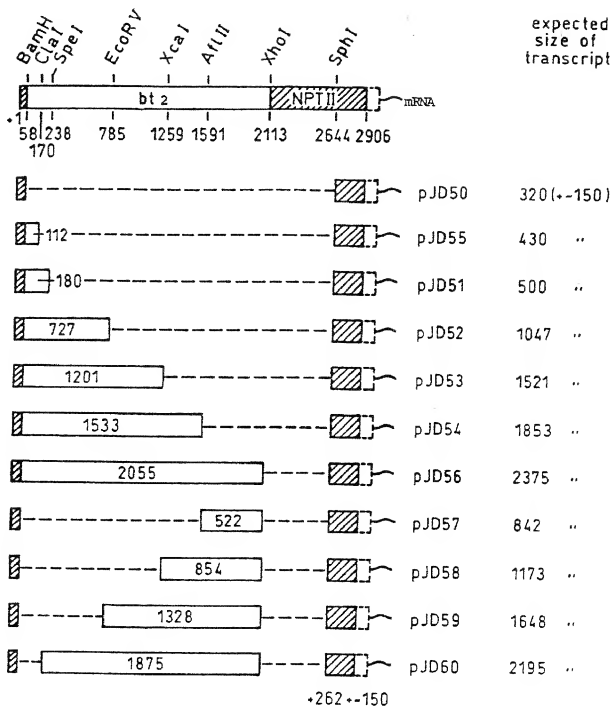 BamHI ClaI SpeI EcoRV XcaI AflII XhoI SphI
expected
size of
transcript
bt2 NPTII mRNA
+1 58 238 785 1259 1591 2113 2644 2906
170
pJD50 320(+-150)
112 pJD55 430 "
180 pJD51 500 "
727 pJD52 1047 "
1201 pJD53 1521 "
1533 pJD54 1853 "
2055 pJD56 2375 "
522 pJD57 842 "
854 pJD58 1173 "
1328 pJD59 1648 "
1875 pJD60 2195 "
+262+-150